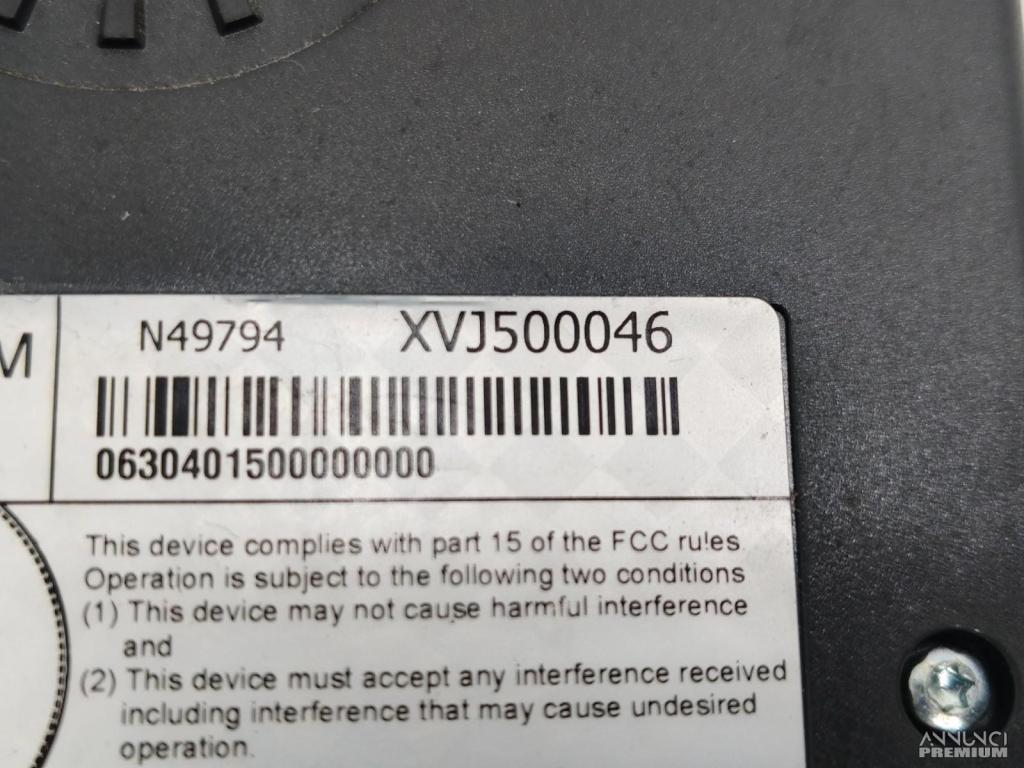 M
N49794 XVJ500046
0630401500000000
This device complies with part 15 of the FCC rules.
Operation is subject to the following two conditions
(1) This device may not cause harmful interference
and
(2) This device must accept any interference received
including interference that may cause undesired
operation.
ANNUNCI
PREMIUM